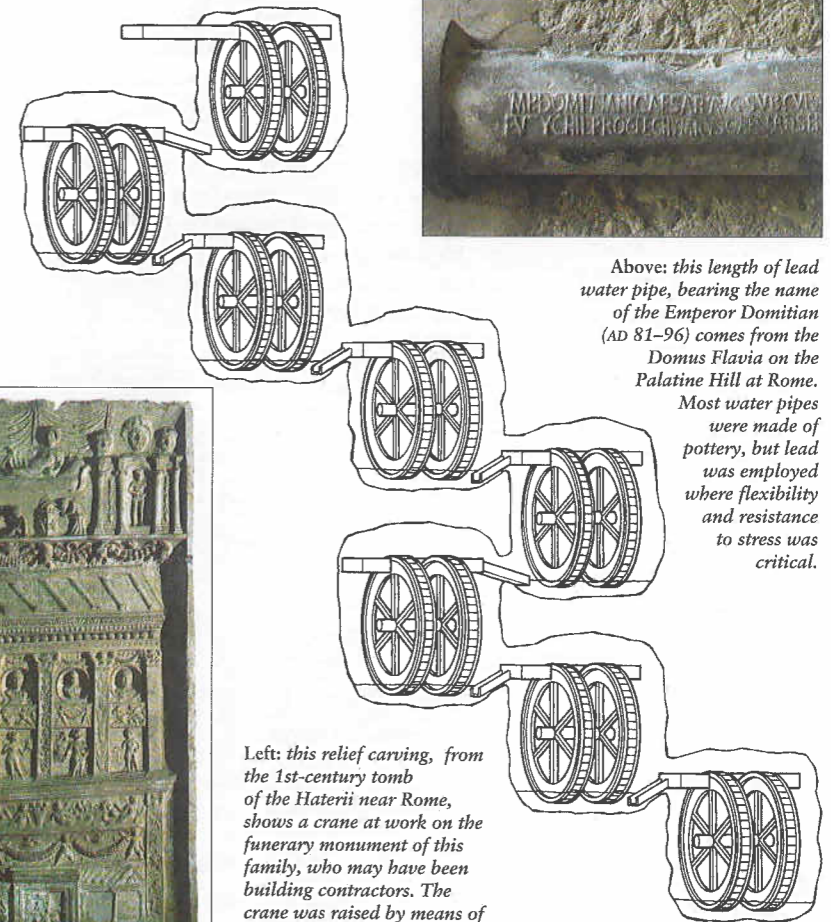 Above: this length of lead
water pipe, bearing the name
of the Emperor Domitian
(AD 81–96) comes from the
Domus Flavia on the
Palatine Hill at Rome.
Most water pipes
were made of
pottery, but lead
was employed
where flexibility
and resistance
to stress was
critical.
Left: this relief carving, from
the 1st-century tomb
of the Haterii near Rome,
shows a crane at work on the
funerary monument of this
family, who may have been
building contractors. The
crane was raised by means of